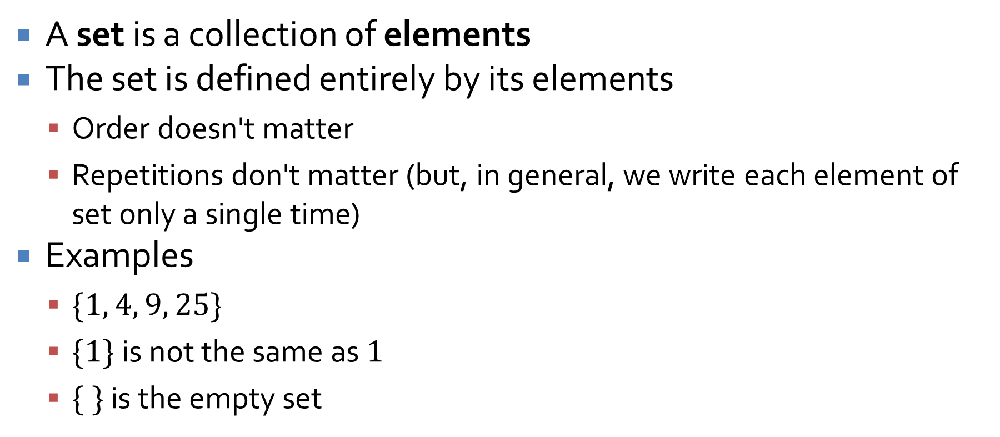 A set is a collection of elements
The set is defined entirely by its elements
Order doesn't matter
Repetitions don't matter (but, in general, we write each element of
set only a single time)
Examples
{1, 4, 9, 25}
{1} is not the same as 1
{ } is the empty set